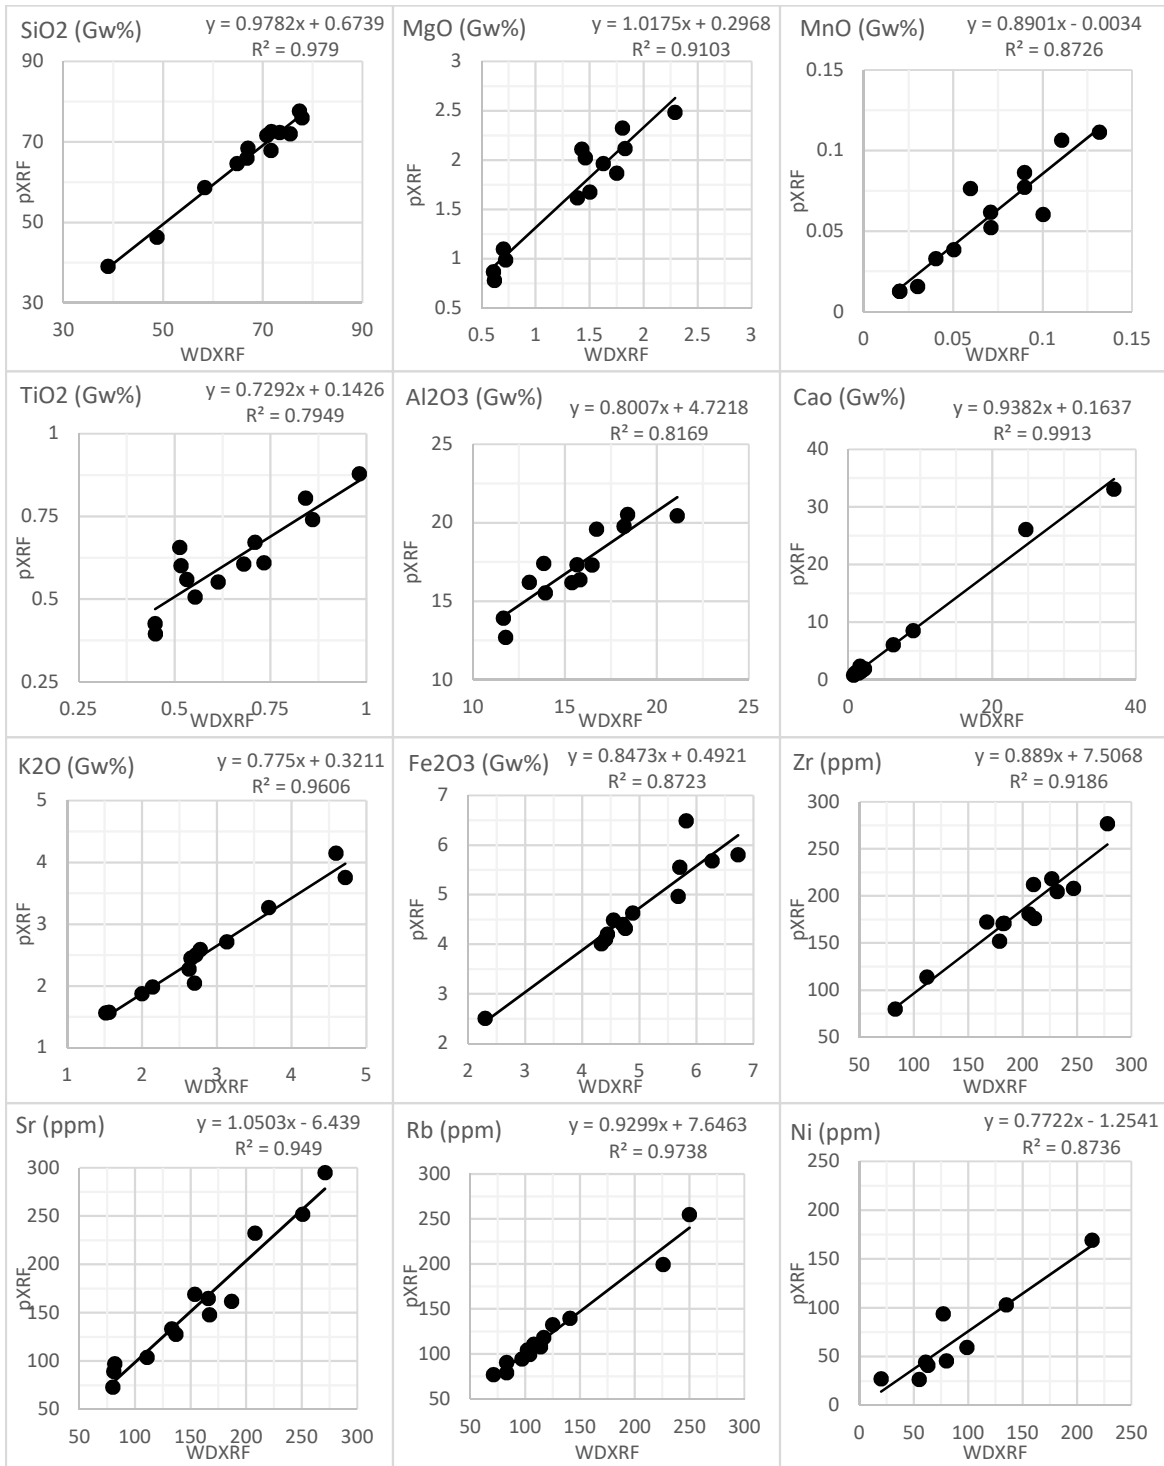 SiO2 (Gw%)
y = 0.9782x + 0.6739
R² = 0.979
90
70
50
30
pXRF
30 50 70 90
WDXRF
MgO (Gw%)
y = 1.0175x + 0.2968
R² = 0.9103
3
2.5
2
1.5
1
0.5
pXRF
0.5 1 1.5 2 2.5 3
WDXRF
MnO (Gw%)
y = 0.8901x - 0.0034
R² = 0.8726
0.15
0.1
0.05
0
pXRF
0 0.05 0.1 0.15
WDXRF
TiO2 (Gw%)
y = 0.7292x + 0.1426
R² = 0.7949
1
0.75
0.5
0.25
pXRF
0.25 0.5 0.75 1
WDXRF
Al2O3 (Gw%)
y = 0.8007x + 4.7218
R² = 0.8169
25
20
15
10
pXRF
10 15 20 25
WDXRF
Cao (Gw%)
y = 0.9382x + 0.1637
R² = 0.9913
40
30
20
10
0
pXRF
0 20 40
WDXRF
K2O (Gw%)
y = 0.775x + 0.3211
R² = 0.9606
5
4
3
2
1
pXRF
1 2 3 4 5
WDXRF
Fe2O3 (Gw%)
y = 0.8473x + 0.4921
R² = 0.8723
7
6
5
4
3
2
pXRF
2 3 4 5 6 7
WDXRF
Zr (ppm)
y = 0.889x + 7.5068
R² = 0.9186
300
250
200
150
100
50
pXRF
50 100 150 200 250 300
WDXRF
Sr (ppm)
y = 1.0503x - 6.439
R² = 0.949
300
250
200
150
100
50
pXRF
50 100 150 200 250 300
WDXRF
Rb (ppm)
y = 0.9299x + 7.6463
R² = 0.9738
300
250
200
150
100
50
pXRF
50 100 150 200 250 300
WDXRF
Ni (ppm)
y = 0.7722x - 1.2541
R² = 0.8736
250
200
150
100
50
0
pXRF
0 50 100 150 200 250
WDXRF